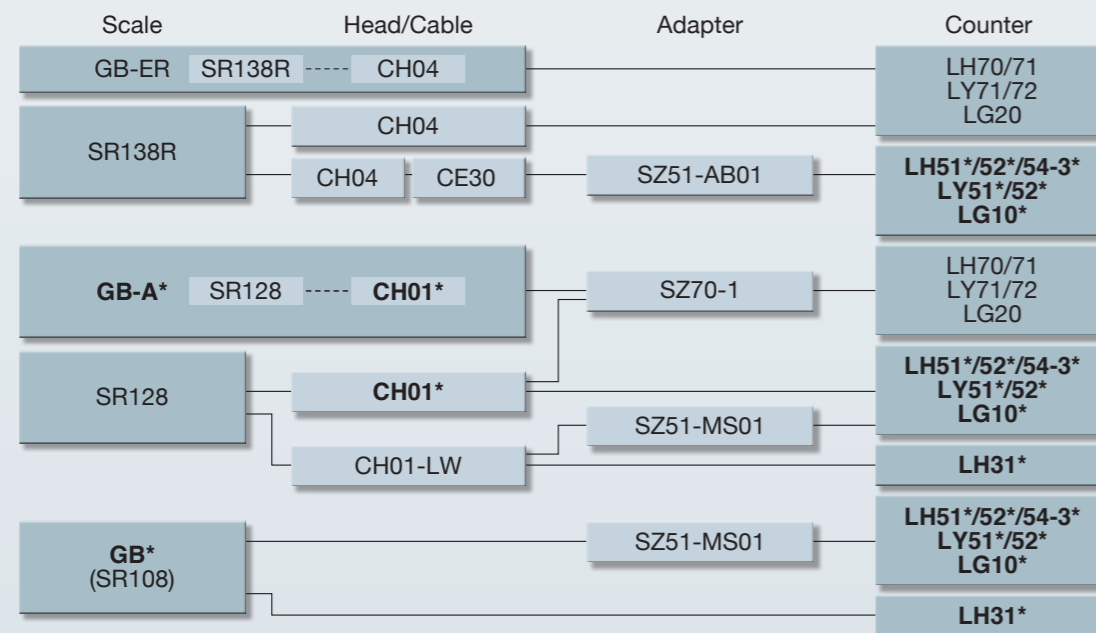 Scale Head/Cable Adapter Counter
GB-ER SR138R CH04
LH70/71
LY71/72
LG20
SR138R
CH04
CH04 CE30
SZ51-AB01
LH51*/52*/54-3*
LY51*/52*
LG10*
GB-A* SR128 CH01*
SZ70-1
LH70/71
LY71/72
LG20
SR128
CH01*
LH51*/52*/54-3*
LY51*/52*
LG10*
SZ51-MS01
CH01-LW
LH31*
GB*
(SR108)
SZ51-MS01
LH51*/52*/54-3*
LY51*/52*
LG10*
LH31*